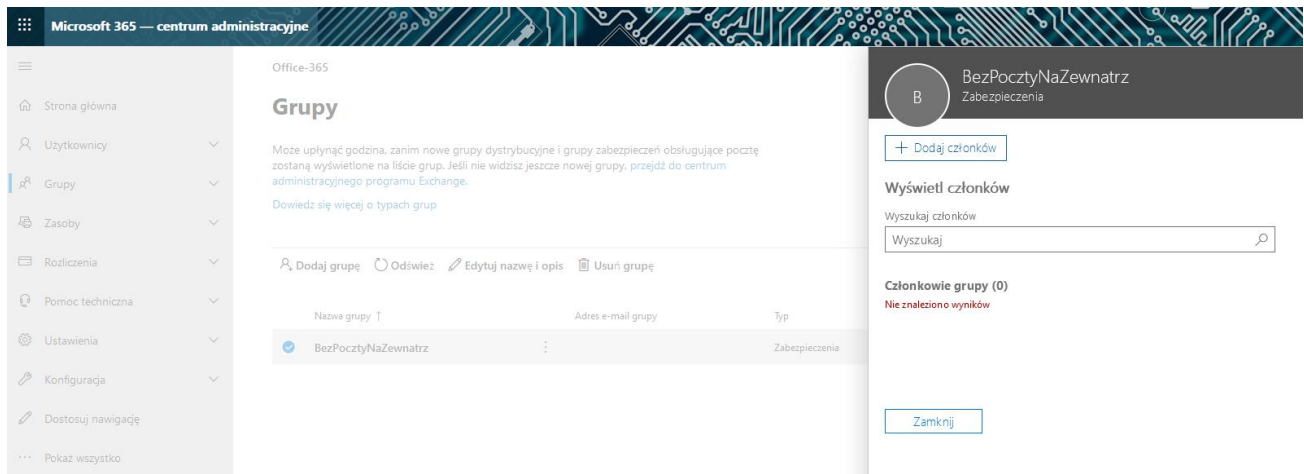 Microsoft 365 — centrum administracyjne
Strona główna
Użytkownicy
Grupy
Zasoby
Rozliczenia
Pomoc techniczna
Ustawienia
Konfiguracja
Dostosuj nawigację
Pokaż wszystko
Office-365
Grupy
Może upłynąć godzina, zanim nowe grupy dystrybucyjne i grupy zabezpieczeń obsługujące pocztę
zostaną wyświetlone na liście grup. Jeśli nie widzisz jeszcze nowej grupy, przejdź do centrum
administracyjnego programu Exchange.
Dowiedz się więcej o typach grup
Dodaj grupę Odśwież Edytuj nazwę i opis Usuń grupę
Nazwa grupy ↑ Adres e-mail grupy Typ
BezPocztyNaZewnatrz Zabezpieczenia
B
BezPocztyNaZewnatrz
Zabezpieczenia
+ Dodaj członków
Wyświetl członków
Wyszukaj członków
Wyszukaj
Członkowie grupy (0)
Nie znaleziono wyników
Zamknij